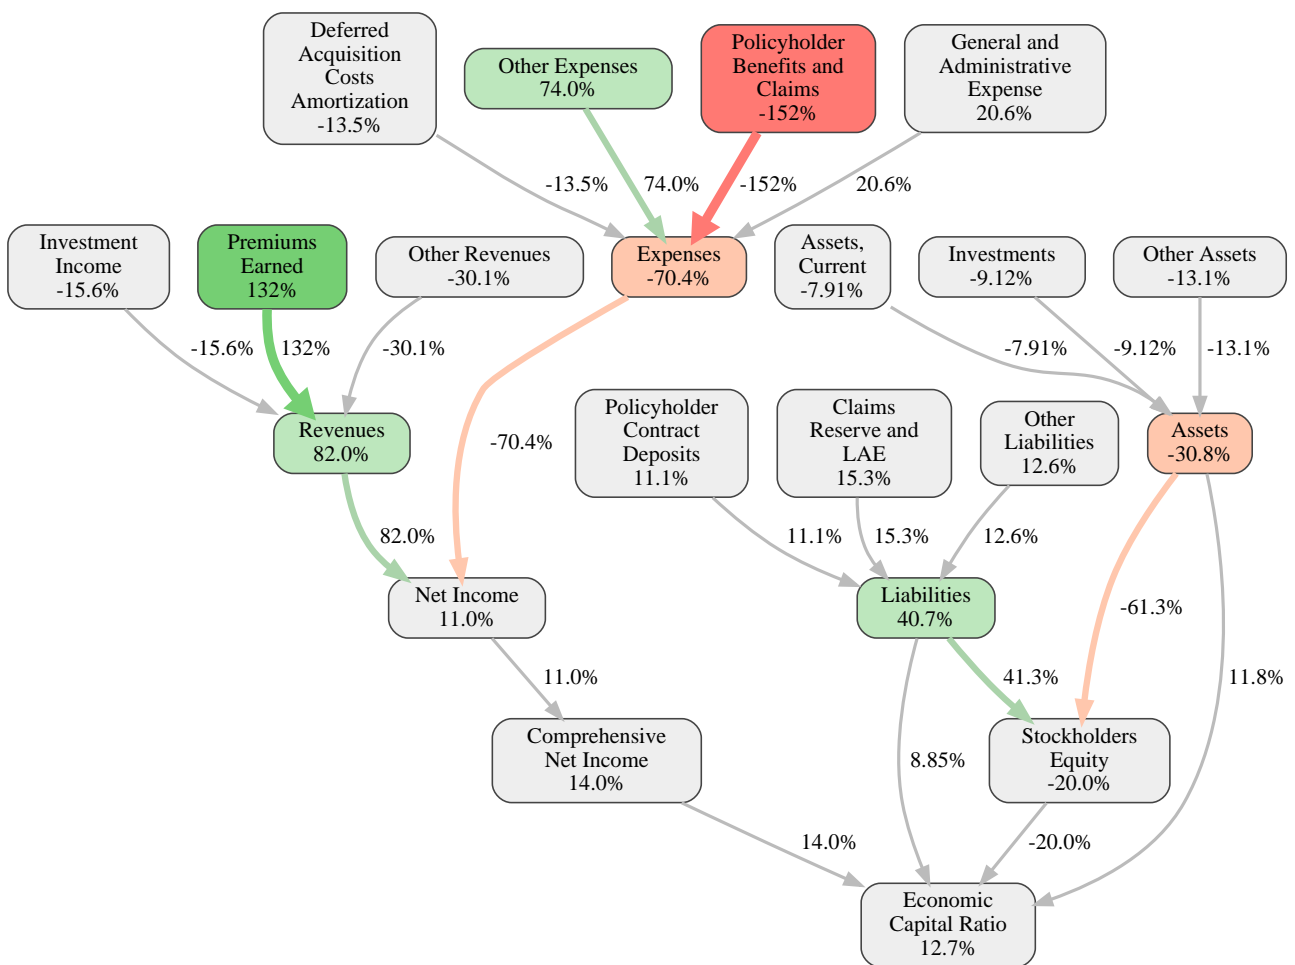 Deferred
Acquisition
Costs
Amortization
-13.5%
Other Expenses
74.0%
Policyholder
Benefits and
Claims
-152%
General and
Administrative
Expense
20.6%
-13.5%
74.0%
-152%
20.6%
Investment
Income
-15.6%
Premiums
Earned
132%
Other Revenues
-30.1%
Expenses
-70.4%
Assets,
Current
-7.91%
Investments
-9.12%
Other Assets
-13.1%
-15.6%
132%
-30.1%
-7.91%
-9.12%
-13.1%
Revenues
82.0%
-70.4%
Policyholder
Contract
Deposits
11.1%
Claims
Reserve and
LAE
15.3%
Other
Liabilities
12.6%
Assets
-30.8%
82.0%
11.1%
15.3%
12.6%
Net Income
11.0%
Liabilities
40.7%
-61.3%
11.0%
41.3%
11.8%
Comprehensive
Net Income
14.0%
8.85%
Stockholders
Equity
-20.0%
14.0%
-20.0%
Economic
Capital Ratio
12.7%